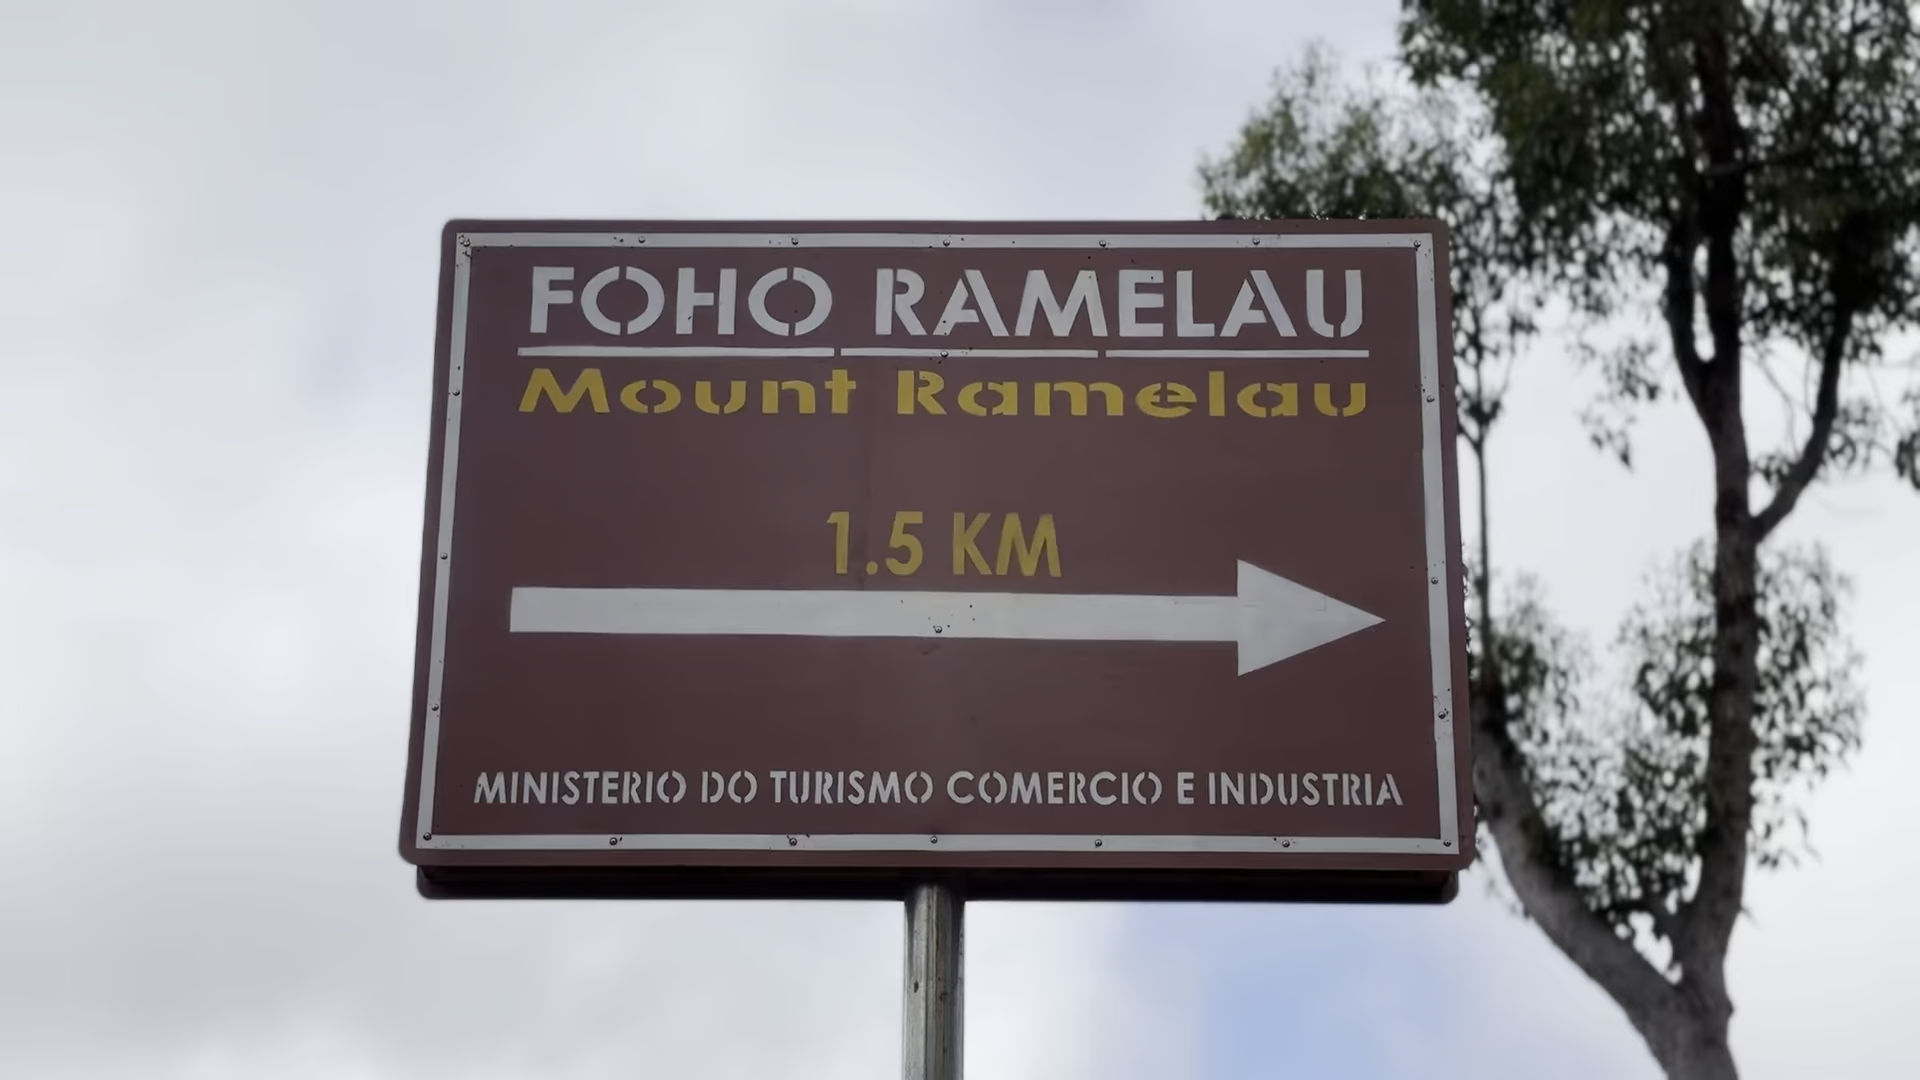 FOHO RAMELAU
Mount Ramelau
1.5 KM
MINISTERIO DO TURISMO COMERCIO E INDUSTRIA